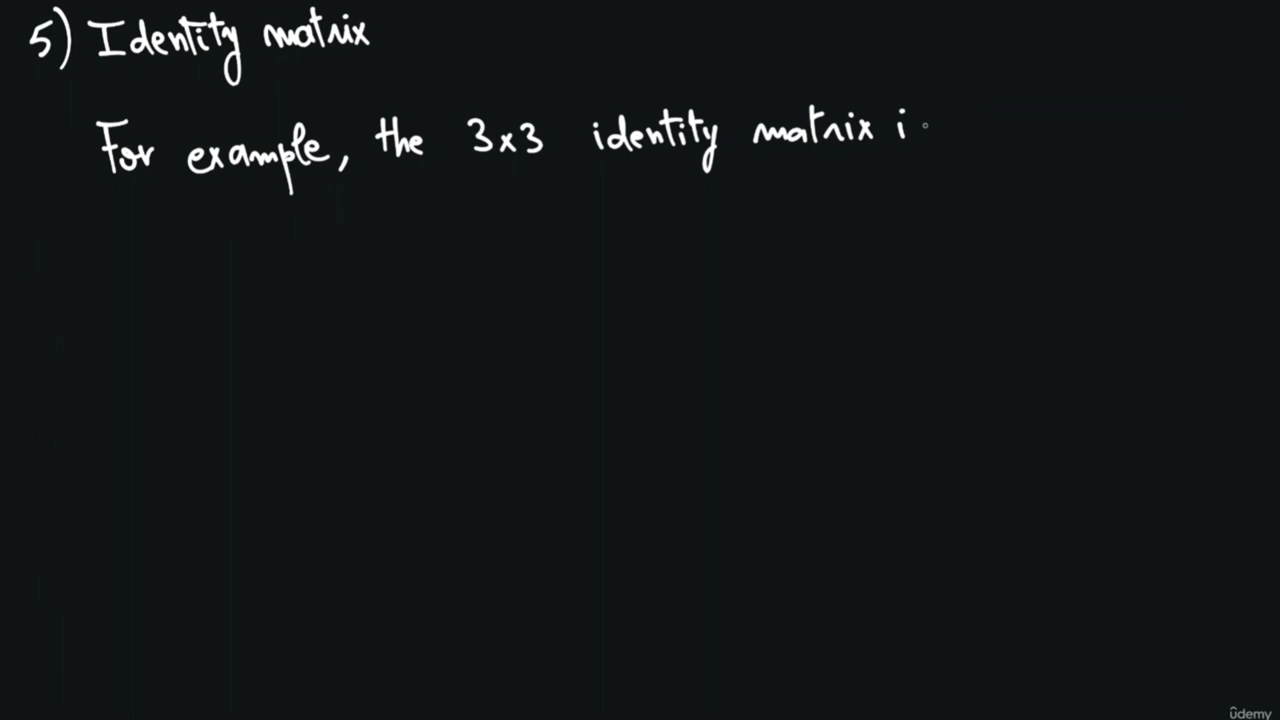 5) Identity matrix
For example, the 3x3 identity matrix i
ûdemy